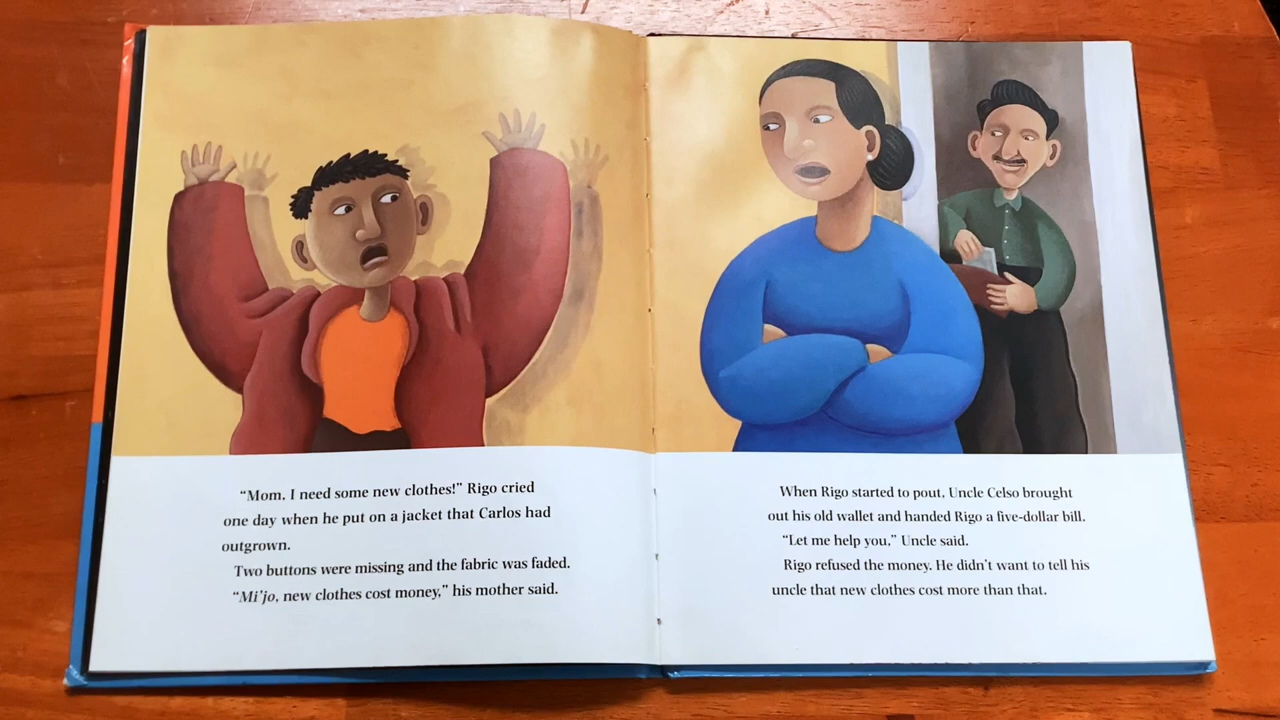 “Mom, I need some new clothes!” Rigo cried
one day when he put on a jacket that Carlos had
outgrown.
Two buttons were missing and the fabric was faded.
“Mi’jo, new clothes cost money,” his mother said.
When Rigo started to pout, Uncle Celso brought
out his old wallet and handed Rigo a five-dollar bill.
“Let me help you,” Uncle said.
Rigo refused the money. He didn’t want to tell his
uncle that new clothes cost more than that.